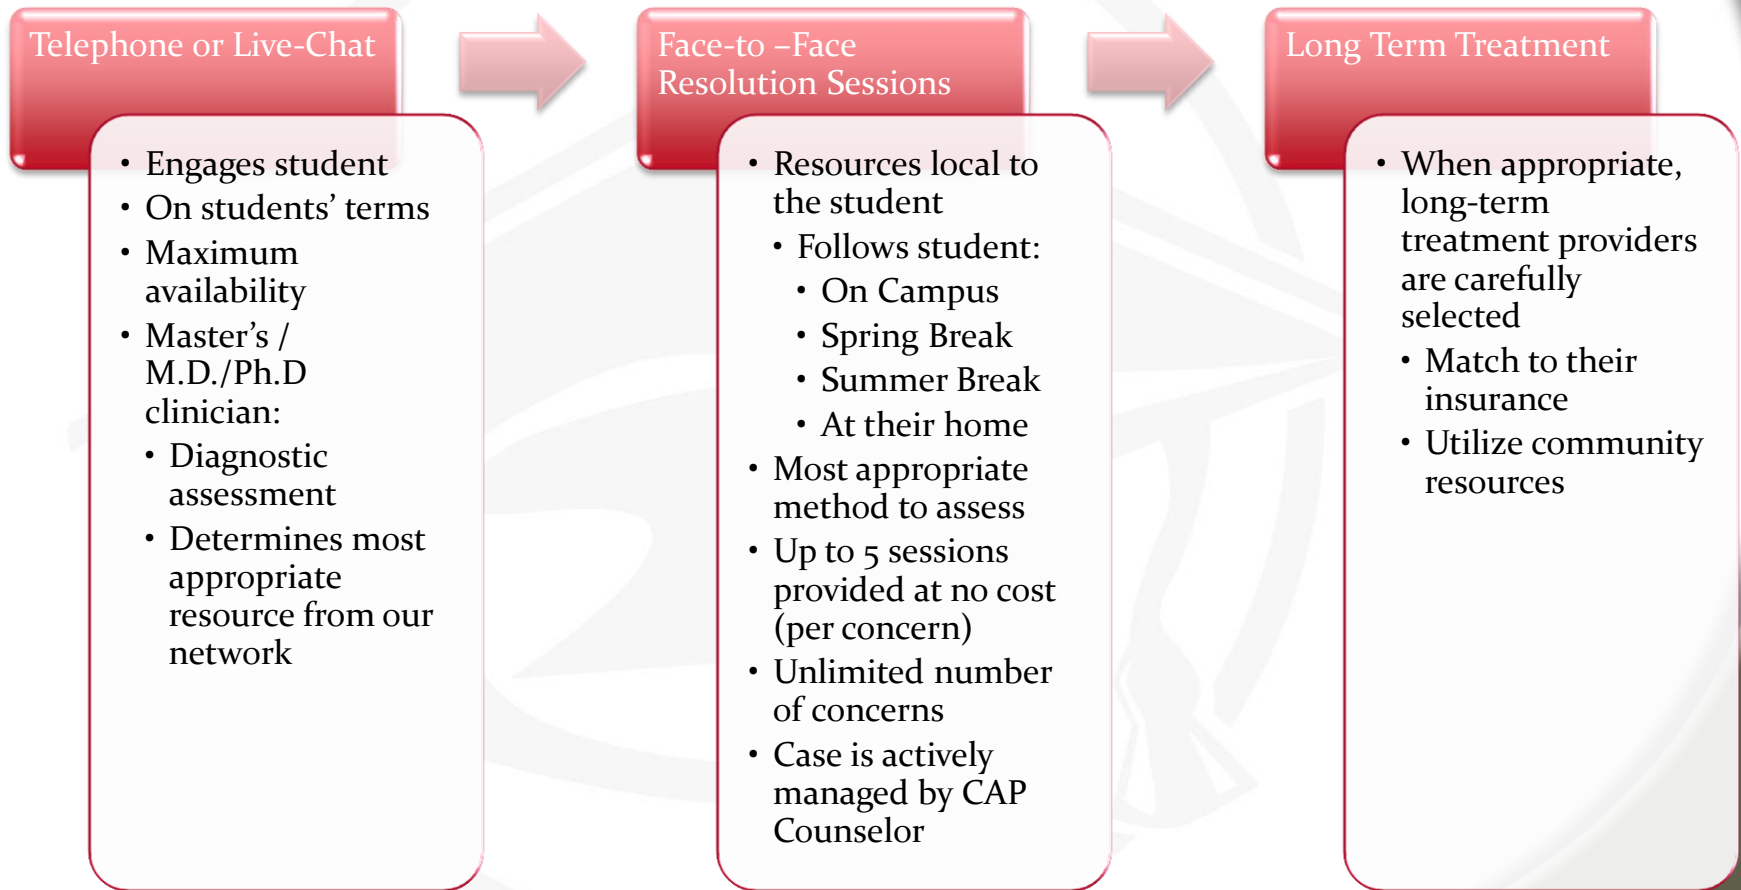 Telephone or Live-Chat
• Engages student
• On students’ terms
• Maximum
availability
• Master’s /
M.D./Ph.D
clinician:
• Diagnostic
assessment
• Determines most
appropriate
resource from our
network
Face-to –Face
Resolution Sessions
• Resources local to
the student
• Follows student:
• On Campus
• Spring Break
• Summer Break
• At their home
• Most appropriate
method to assess
• Up to 5 sessions
provided at no cost
(per concern)
• Unlimited number
of concerns
• Case is actively
managed by CAP
Counselor
Long Term Treatment
• When appropriate,
long-term
treatment providers
are carefully
selected
• Match to their
insurance
• Utilize community
resources